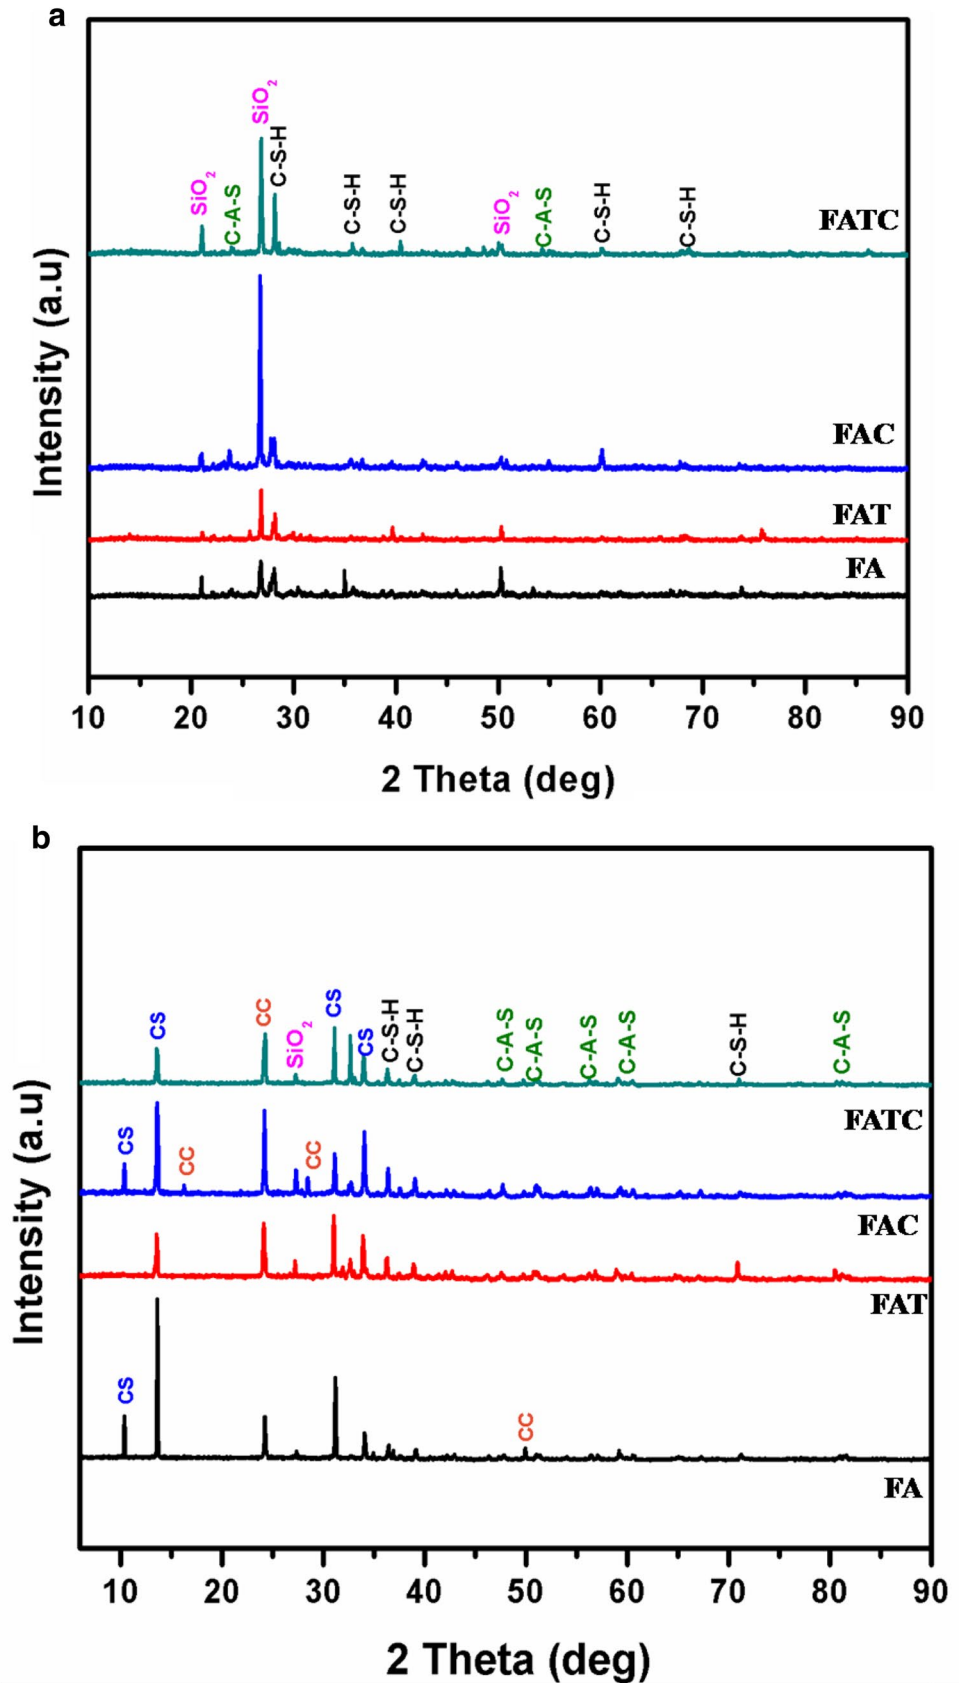 a
SiO2
SiO2
C-A-S
C-S-H
C-S-H
C-S-H
SiO2
C-A-S
C-S-H
C-S-H
FATC
FAC
FAT
FA
Intensity (a.u)
10 20 30 40 50 60 70 80 90
2 Theta (deg)
b
CS
CC
SiO2
CS
CS
C-S-H
C-S-H
C-A-S
C-A-S
C-A-S
C-A-S
C-S-H
C-A-S
FATC
CS
CC
CC
FAC
FAT
CS
CC
FA
Intensity (a.u)
10 20 30 40 50 60 70 80 90
2 Theta (deg)